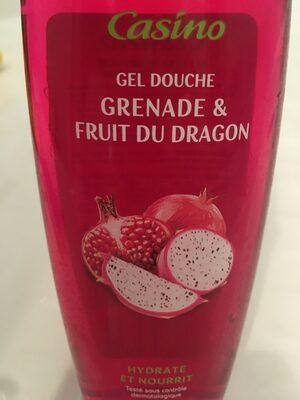 Casino
GEL DOUCHE
GRENADE &
FRUIT DU DRAGON
HYDRATE
ET NOURRIT
Testé sous contrôle
dermatologique